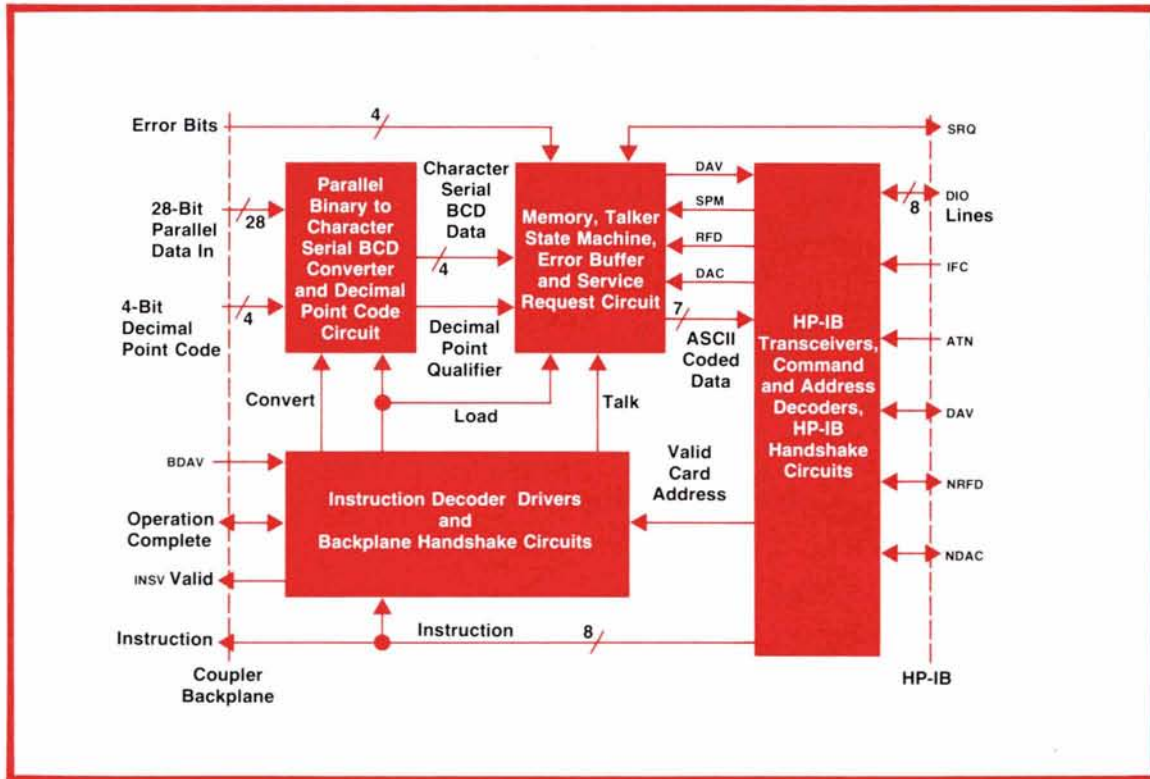 Error Bits
4
SRQ
Parallel
Binary to
Character
Serial BCD
Converter
and Decimal
Point Code
Circuit
Character
Serial
BCD
Data
4
Memory, Talker
State Machine,
Error Buffer
and Service
Request Circuit
DAV
SPM
RFD
DAC
7
ASCII
Coded
Data
8
DIO
Lines
IFC
28-Bit
Parallel
Data In
28
4-Bit
Decimal
Point Code
4
Decimal
Point
Qualifier
HP-IB
Transceivers,
Command
and Address
Decoders,
HP-IB
Handshake
Circuits
ATN
DAV
NRFD
NDAC
Convert
Load
Talk
Valid
Card
Address
BDAV
Operation
Complete
INSV Valid
Instruction Decoder Drivers
and
Backplane Handshake Circuits
Instruction
Instruction
8
Coupler
Backplane
HP-IB